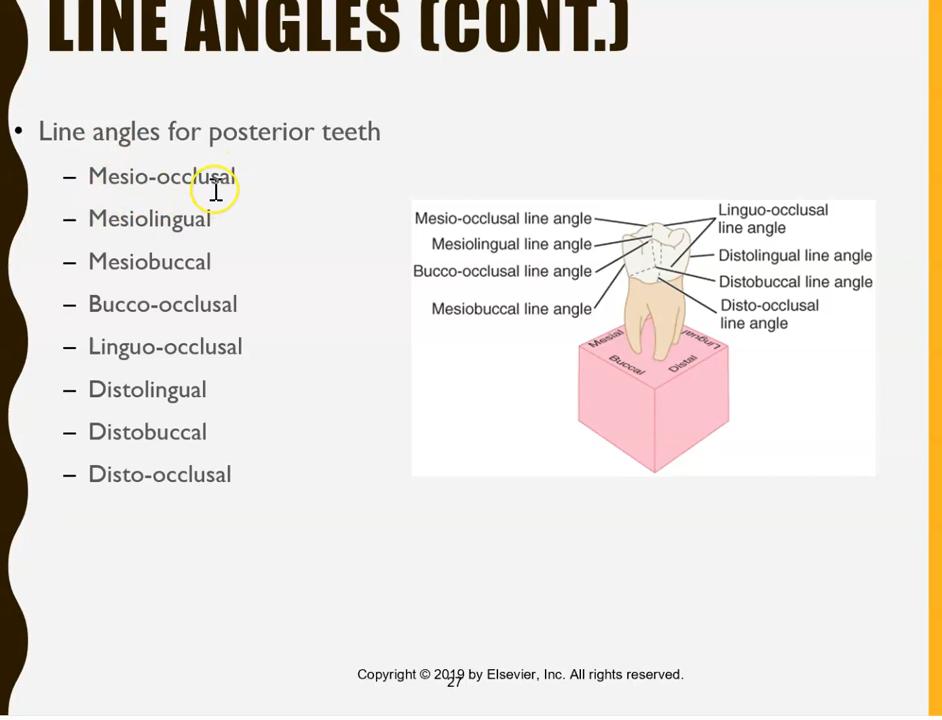 LINE ANGLES (CONT.)
• Line angles for posterior teeth
– Mesio-occlusal
– Mesiolingual
– Mesiobuccal
– Bucco-occlusal
– Linguo-occlusal
– Distolingual
– Distobuccal
– Disto-occlusal
Mesio-occlusal line angle
Mesiolingual line angle
Bucco-occlusal line angle
Mesiobuccal line angle
Linguo-occlusal
line angle
Distolingual line angle
Distobuccal line angle
Disto-occlusal
line angle
Mesial
Lingual
Buccal
Distal
Copyright © 2019 by Elsevier, Inc. All rights reserved.
27